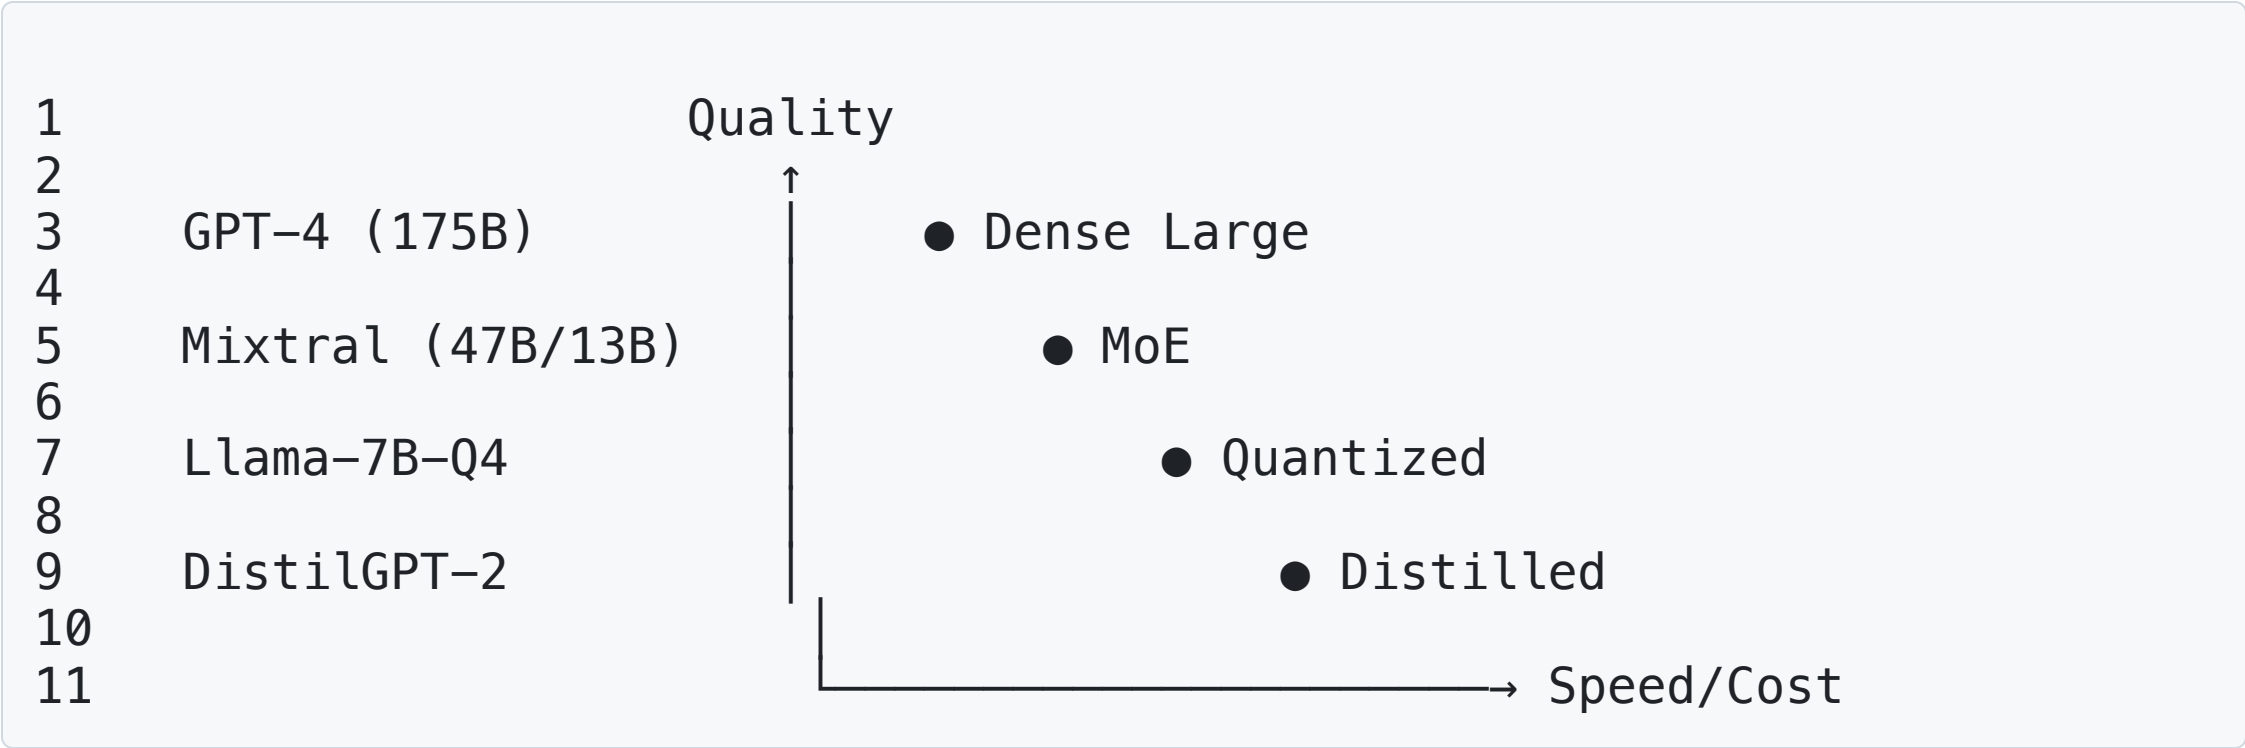 1 Quality
2 ↑
3 GPT-4 (175B) │ ● Dense Large
4 │
5 Mixtral (47B/13B) │ ● MoE
6 │
7 Llama-7B-Q4 │ ● Quantized
8 │
9 DistilGPT-2 │ ● Distilled
10 │
11 └──────────────────────→ Speed/Cost